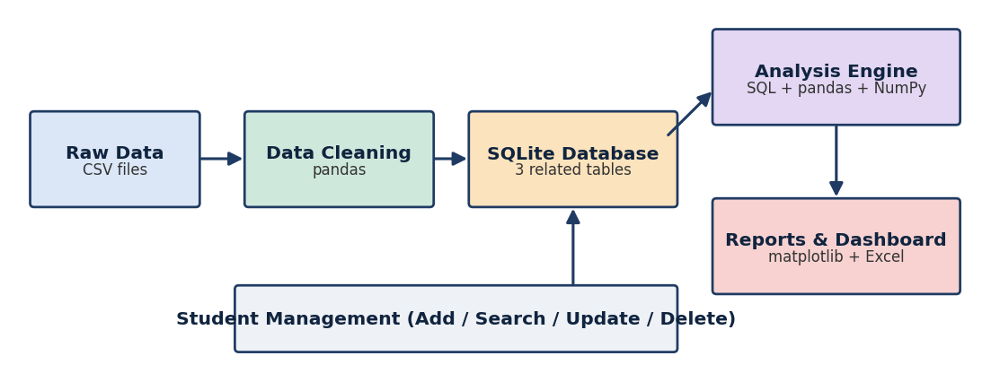 Raw Data
CSV files
Data Cleaning
pandas
SQLite Database
3 related tables
Analysis Engine
SQL + pandas + NumPy
Reports & Dashboard
matplotlib + Excel
Student Management (Add / Search / Update / Delete)